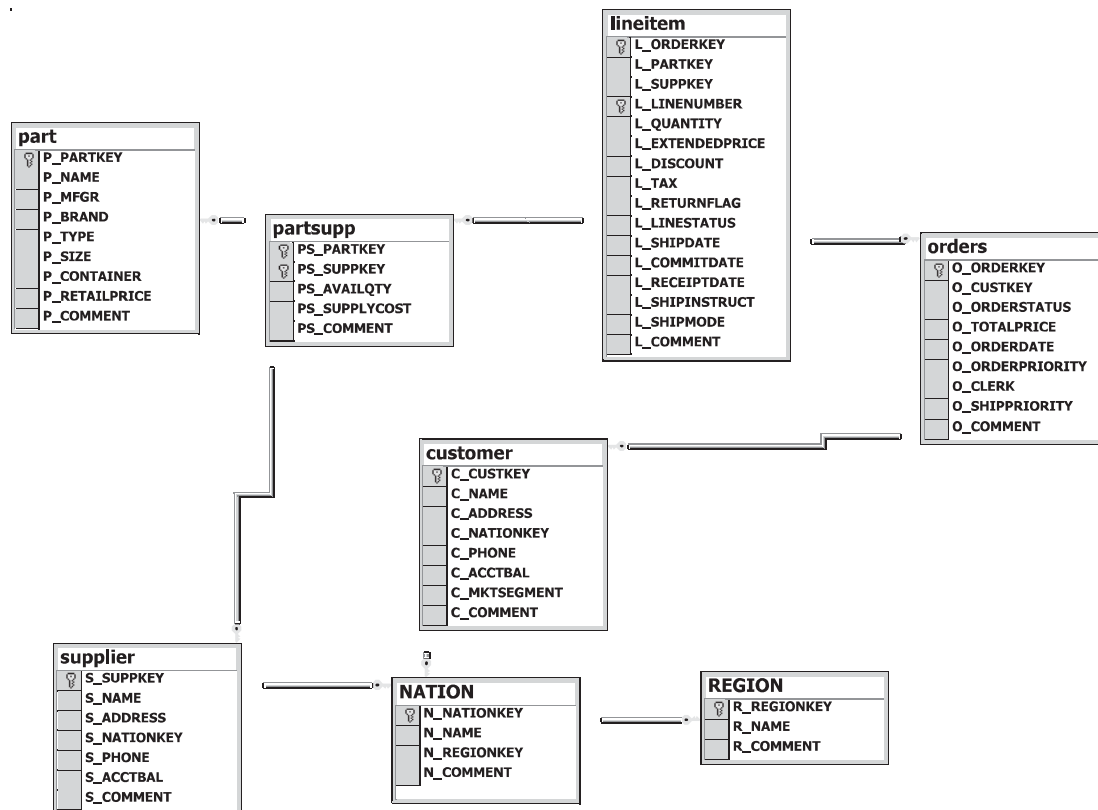 lineitem
L_ORDERKEY
L_PARTKEY
L_SUPPKEY
L_LINENUMBER
L_QUANTITY
L_EXTENDEDPRICE
L_DISCOUNT
L_TAX
L_RETURNFLAG
L_LINESTATUS
L_SHIPDATE
L_COMMITDATE
L_RECEIPTDATE
L_SHIPINSTRUCT
L_SHIPMODE
L_COMMENT
part
P_PARTKEY
P_NAME
P_MFGR
P_BRAND
P_TYPE
P_SIZE
P_CONTAINER
P_RETAILPRICE
P_COMMENT
partsupp
PS_PARTKEY
PS_SUPPKEY
PS_AVAILQTY
PS_SUPPLYCOST
PS_COMMENT
orders
O_ORDERKEY
O_CUSTKEY
O_ORDERSTATUS
O_TOTALPRICE
O_ORDERDATE
O_ORDERPRIORITY
O_CLERK
O_SHIPPRIORITY
O_COMMENT
customer
C_CUSTKEY
C_NAME
C_ADDRESS
C_NATIONKEY
C_PHONE
C_ACCTBAL
C_MKTSEGMENT
C_COMMENT
supplier
S_SUPPKEY
S_NAME
S_ADDRESS
S_NATIONKEY
S_PHONE
S_ACCTBAL
S_COMMENT
NATION
N_NATIONKEY
N_NAME
N_REGIONKEY
N_COMMENT
REGION
R_REGIONKEY
R_NAME
R_COMMENT